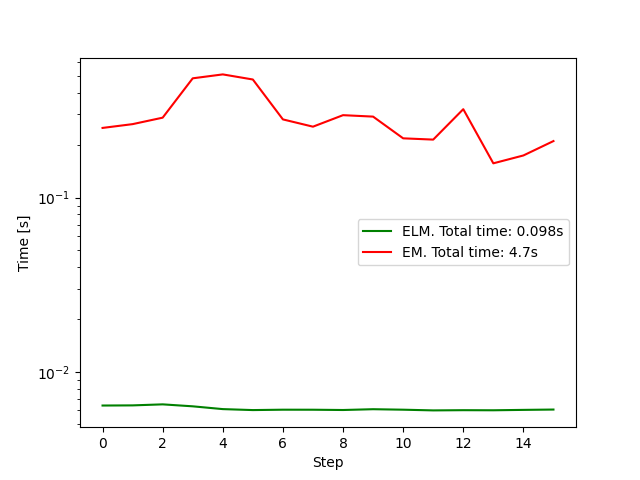 Time [s]
10⁻¹
10⁻²
ELM. Total time: 0.098s
EM. Total time: 4.7s
0 2 4 6 8 10 12 14
Step